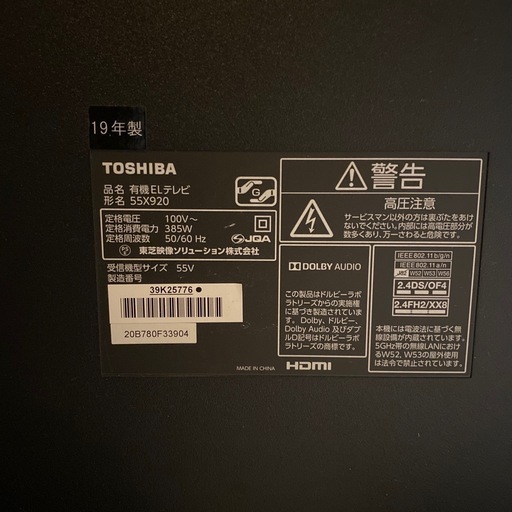 19年製
TOSHIBA
品名 有機ELテレビ
形名 55X920
定格電圧: 100V～
定格消費電力: 385W
定格周波数: 50/60 Hz
JQA
東芝映像ソリューション株式会社
受信機型サイズ 55V
製造番号
39K25776●
20B780F33904
G
警告
高圧注意
サービスマン以外の方は裏ぶたをあけ
ないでください。内部には高電圧部分が
数多くあり、万一さわると危険です。
DOLBY AUDIO
この製品はドルビーラボ
ラトリーズからの実施権
に基づき製造されています。
Dolby、ドルビー、
Dolby Audio 及びダブ
ルD記号はドルビーラボ
ラトリーズの商標です。
MADE IN CHINA
HDMI
IEEE802.11b/g/n
IEEE802.11a/n
W52 W53 W56
2.4DS/OF4
2.4FH2/XX8
本機には電波法に基づく無
線設備が内蔵されています。
5GHz帯の無線LANにおけ
るW52、W53の屋外使用
は法令で禁止されています。